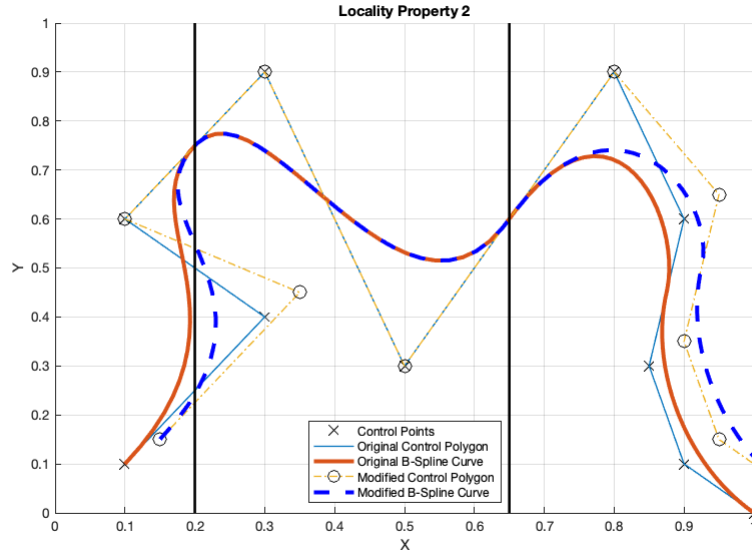 Locality Property 2
1
0.9
0.8
0.7
0.6
0.5
0.4
0.3
0.2
0.1
0
Y
Control Points
Original Control Polygon
Original B-Spline Curve
Modified Control Polygon
Modified B-Spline Curve
0 0.1 0.2 0.3 0.4 0.5 0.6 0.7 0.8 0.9
X